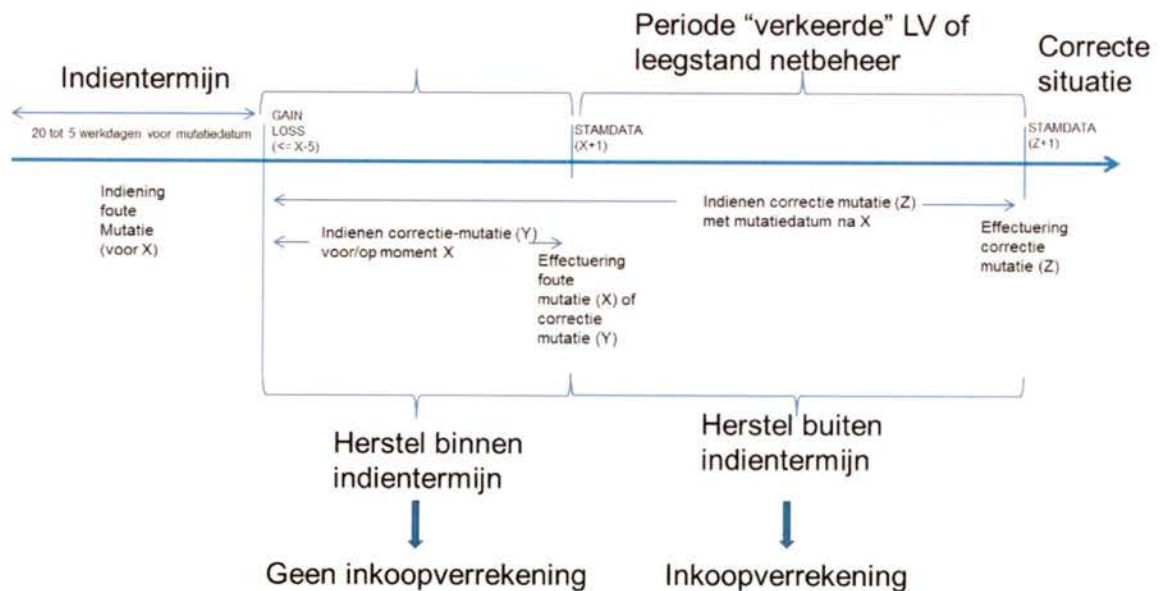 Periode “verkeerde” LV of
leegstand netbeheer
Correcte
situatie
Indientermijn
20 tot 5 werkdagen voor mutatiedatum
GAIN
LOSS
(<= X-5)
STAMDATA
(X+1)
STAMDATA
(Z+1)
Indiening
foute
Mutatie
(voor X)
Indienen correctie mutatie (Z)
met mutatiedatum na X
Indienen correctie-mutatie (Y)
voor/op moment X
Effectuering
foute
mutatie (X) of
correctie
mutatie (Y)
Effectuering
correctie
mutatie (Z)
Herstel binnen
indientermijn
Herstel buiten
indientermijn
Geen inkoopverrekening
Inkoopverrekening